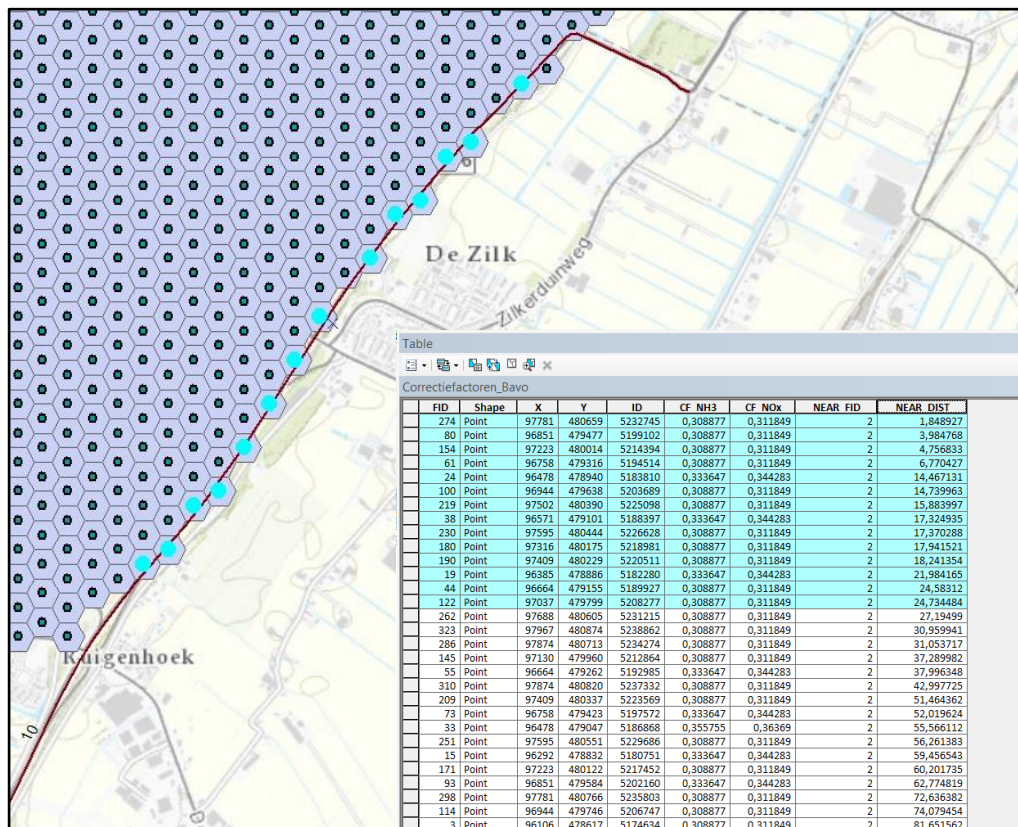 De Zilk
Zilkerduinweg
Ruigenhoek
10
Table
Correctiefactoren_Bavo
FID Shape X Y ID CF_NH3 CF_NOx NEAR_FID NEAR_DIST
274 Point 97781 480659 5232745 0,308877 0,311849 2 1,848927
80 Point 96851 479477 5199102 0,308877 0,311849 2 3,984768
154 Point 97223 480014 5214394 0,308877 0,311849 2 4,756833
61 Point 96758 479316 5194514 0,308877 0,311849 2 6,770427
24 Point 96478 478940 5183810 0,333647 0,344283 2 14,467131
100 Point 96944 479638 5203689 0,308877 0,311849 2 14,739963
219 Point 97502 480390 5225098 0,308877 0,311849 2 15,883997
38 Point 96571 479101 5188397 0,333647 0,344283 2 17,324935
230 Point 97595 480444 5226628 0,308877 0,311849 2 17,370288
180 Point 97316 480175 5218981 0,308877 0,311849 2 17,941521
190 Point 97409 480229 5220511 0,308877 0,311849 2 18,241354
19 Point 96385 478886 5182280 0,333647 0,344283 2 21,984165
44 Point 96664 479155 5189927 0,308877 0,311849 2 24,58312
122 Point 97037 479799 5208277 0,308877 0,311849 2 24,734484
262 Point 97688 480605 5231215 0,308877 0,311849 2 27,19499
323 Point 97967 480874 5238862 0,308877 0,311849 2 30,959941
286 Point 97874 480713 5234274 0,308877 0,311849 2 31,053717
145 Point 97130 479960 5212864 0,308877 0,311849 2 37,289982
55 Point 96664 479262 5192985 0,333647 0,344283 2 37,996348
310 Point 97874 480820 5237332 0,308877 0,311849 2 42,997725
209 Point 97409 480337 5223569 0,308877 0,311849 2 51,464362
73 Point 96758 479423 5197572 0,333647 0,344283 2 52,019624
33 Point 96478 479047 5186868 0,355755 0,36369 2 55,566112
251 Point 97595 480551 5229686 0,308877 0,311849 2 56,261383
15 Point 96292 478832 5180751 0,333647 0,344283 2 59,456543
171 Point 97223 480122 5217452 0,308877 0,311849 2 60,201735
93 Point 96851 479584 5202160 0,333647 0,344283 2 62,774819
298 Point 97781 480766 5235803 0,308877 0,311849 2 72,636382
114 Point 96944 479746 5206747 0,308877 0,311849 2 74,079454
3 Point 96106 478617 5174634 0,308877 0,311849 2 81,651562